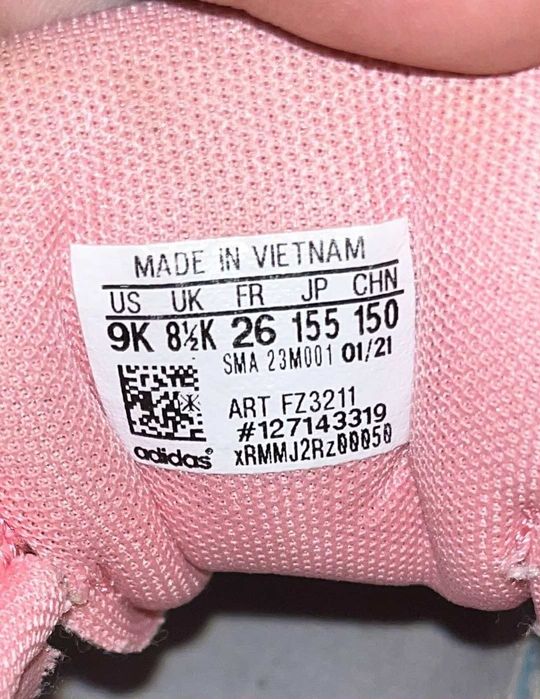 MADE IN VIETNAM
US UK FR JP CHN
9K 8½K 26 155 150
SMA 23M001 01/21
ART FZ3211
#127143319
adidas® xRMMJ2Rz00050